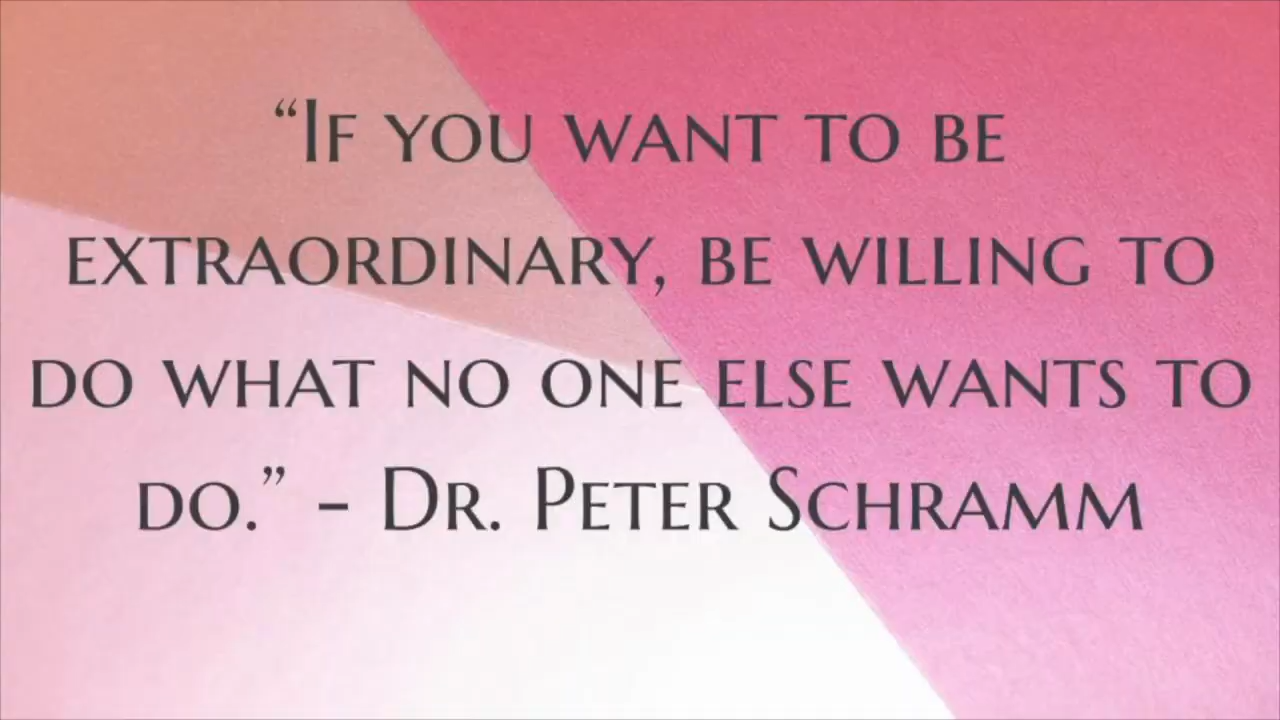 “If you want to be
extraordinary, be willing to
do what no one else wants to
do.” – Dr. Peter Schramm